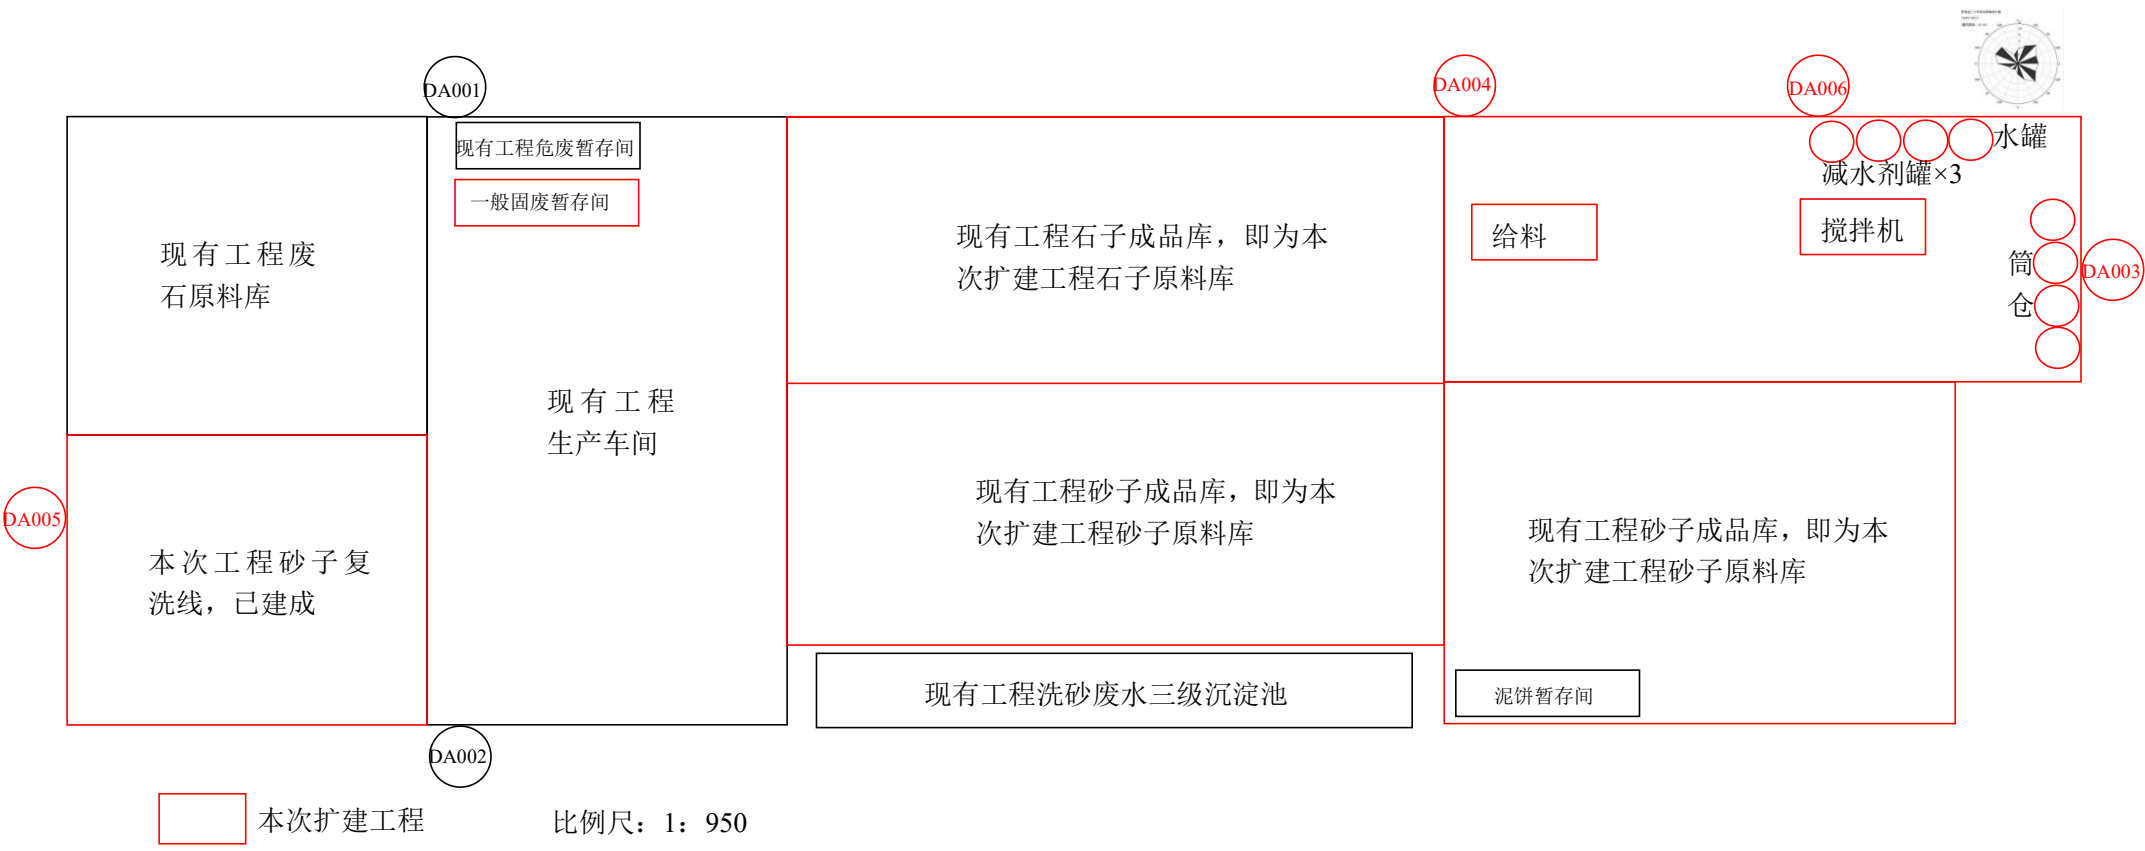 DA001
DA004
DA006
现有工程危废暂存间
一般固废暂存间
水罐
减水剂罐×3
给料
搅拌机
筒
仓
DA003
现有工程废
石原料库
现有工程石子成品库，即为本
次扩建工程石子原料库
现有工程
生产车间
现有工程砂子成品库，即为本
次扩建工程砂子原料库
现有工程砂子成品库，即为本
次扩建工程砂子原料库
DA005
本次工程砂子复
洗线，已建成
现有工程洗砂废水三级沉淀池
泥饼暂存间
DA002
本次扩建工程
比例尺：1：950